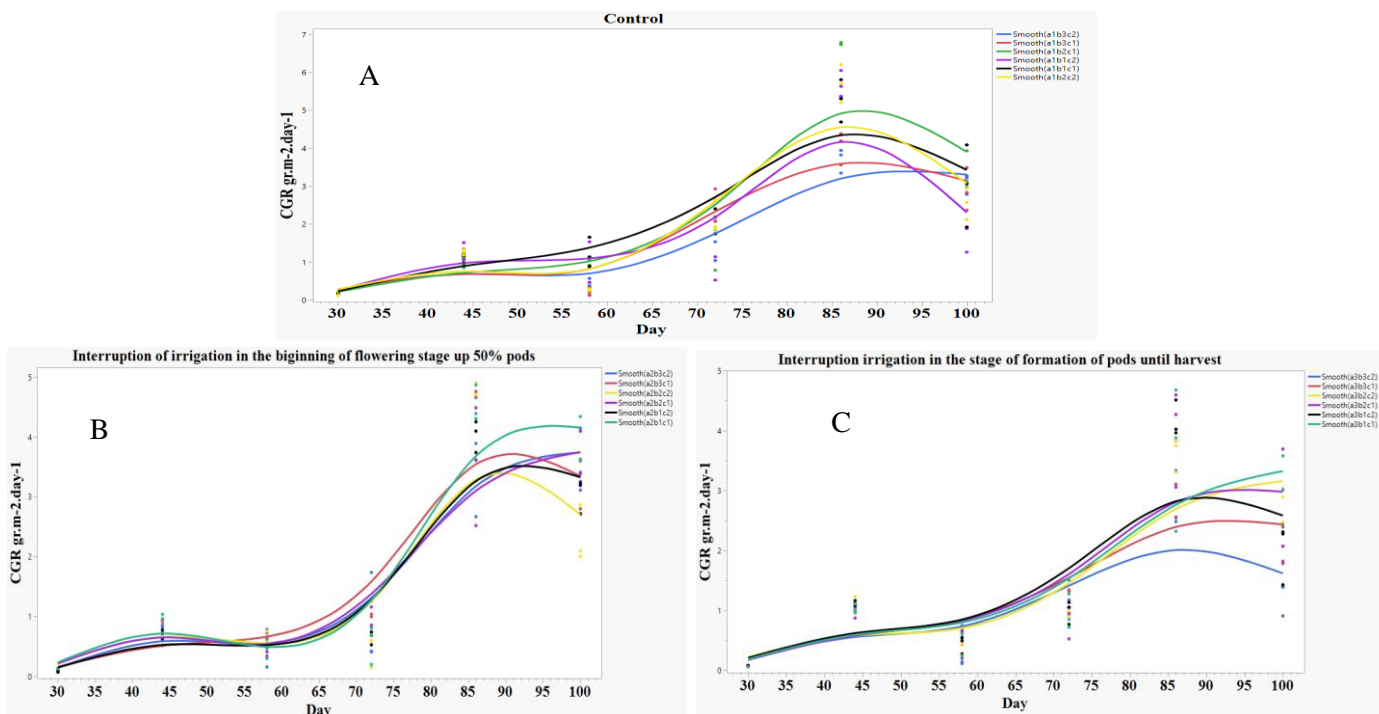 Control
A
CGR gr.m-2.day-1
7
6
5
4
3
2
1
0
30 35 40 45 50 55 60 65 70 75 80 85 90 95 100
Day
Smooth(a1b3c2)
Smooth(a1b3c1)
Smooth(a1b2c1)
Smooth(a1b1c2)
Smooth(a1b1c1)
Smooth(a1b2c2)
Interruption of irrigation in the biginning of flowering stage up 50% pods
B
CGR gr.m-2.day-1
5
4
3
2
1
0
30 35 40 45 50 55 60 65 70 75 80 85 90 95 100
Day
Smooth(a2b3c2)
Smooth(a2b3c1)
Smooth(a2b2c2)
Smooth(a2b2c1)
Smooth(a2b1c2)
Smooth(a2b1c1)
Interruption irrigation in the stage of formation of pods until harvest
C
CGR gr.m-2.day-1
5
4
3
2
1
0
30 35 40 45 50 55 60 65 70 75 80 85 90 95 100
Day
Smooth(a3b3c2)
Smooth(a3b3c1)
Smooth(a3b2c2)
Smooth(a3b2c1)
Smooth(a3b1c2)
Smooth(a3b1c1)